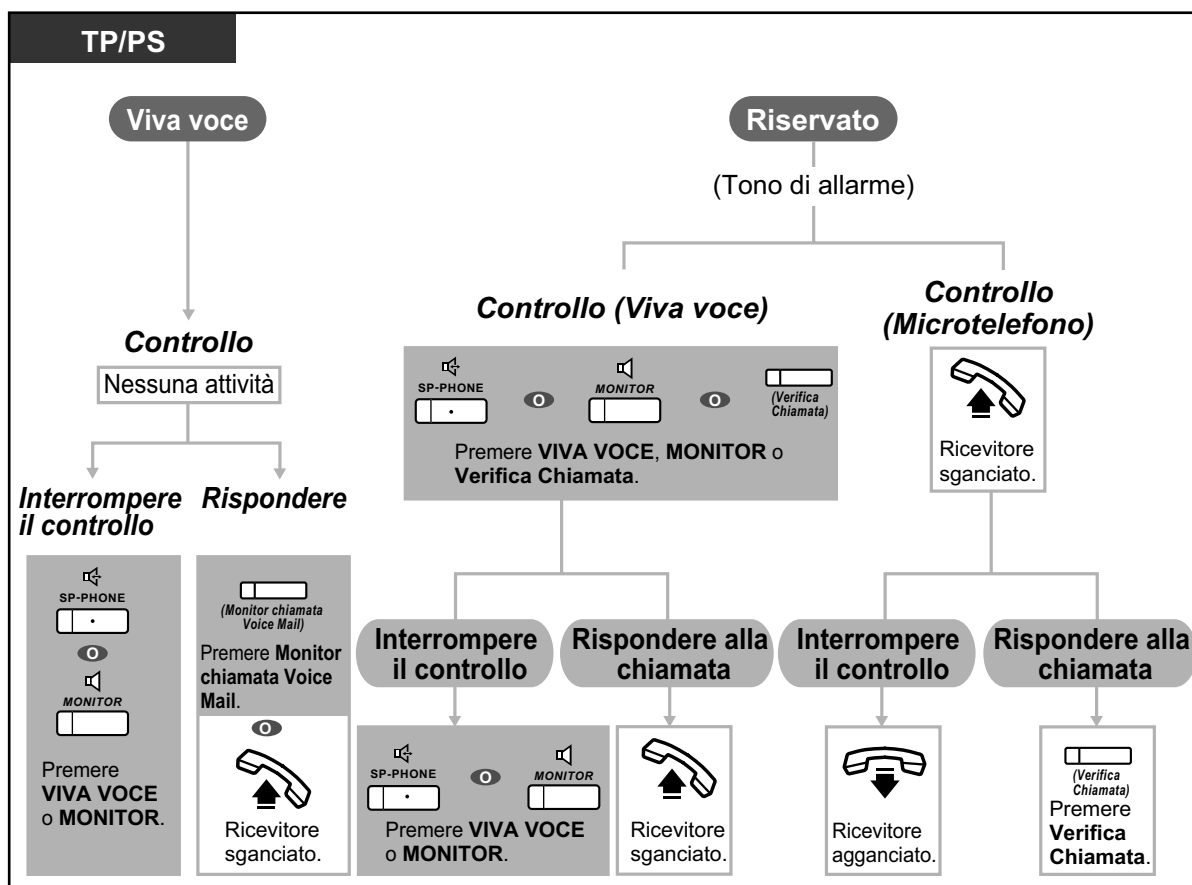 TP/PS
Viva voce
Controllo
Nessuna attività
Interrompere
il controllo
SP-PHONE
O
MONITOR
Premere
VIVA VOCE
o MONITOR.
Rispondere
(Monitor chiamata
Voice Mail)
Premere Monitor
chiamata Voice
Mail.
O
Ricevitore
sganciato.
Riservato
(Tono di allarme)
Controllo (Viva voce)
SP-PHONE
O
MONITOR
O
(Verifica
Chiamata)
Premere VIVA VOCE, MONITOR o
Verifica Chiamata.
Interrompere
il controllo
SP-PHONE
O
MONITOR
Premere VIVA VOCE
o MONITOR.
Rispondere alla
chiamata
Ricevitore
sganciato.
Controllo
(Microtelefono)
Ricevitore
sganciato.
Interrompere
il controllo
Ricevitore
agganciato.
Rispondere alla
chiamata
(Verifica
Chiamata)
Premere
Verifica
Chiamata.